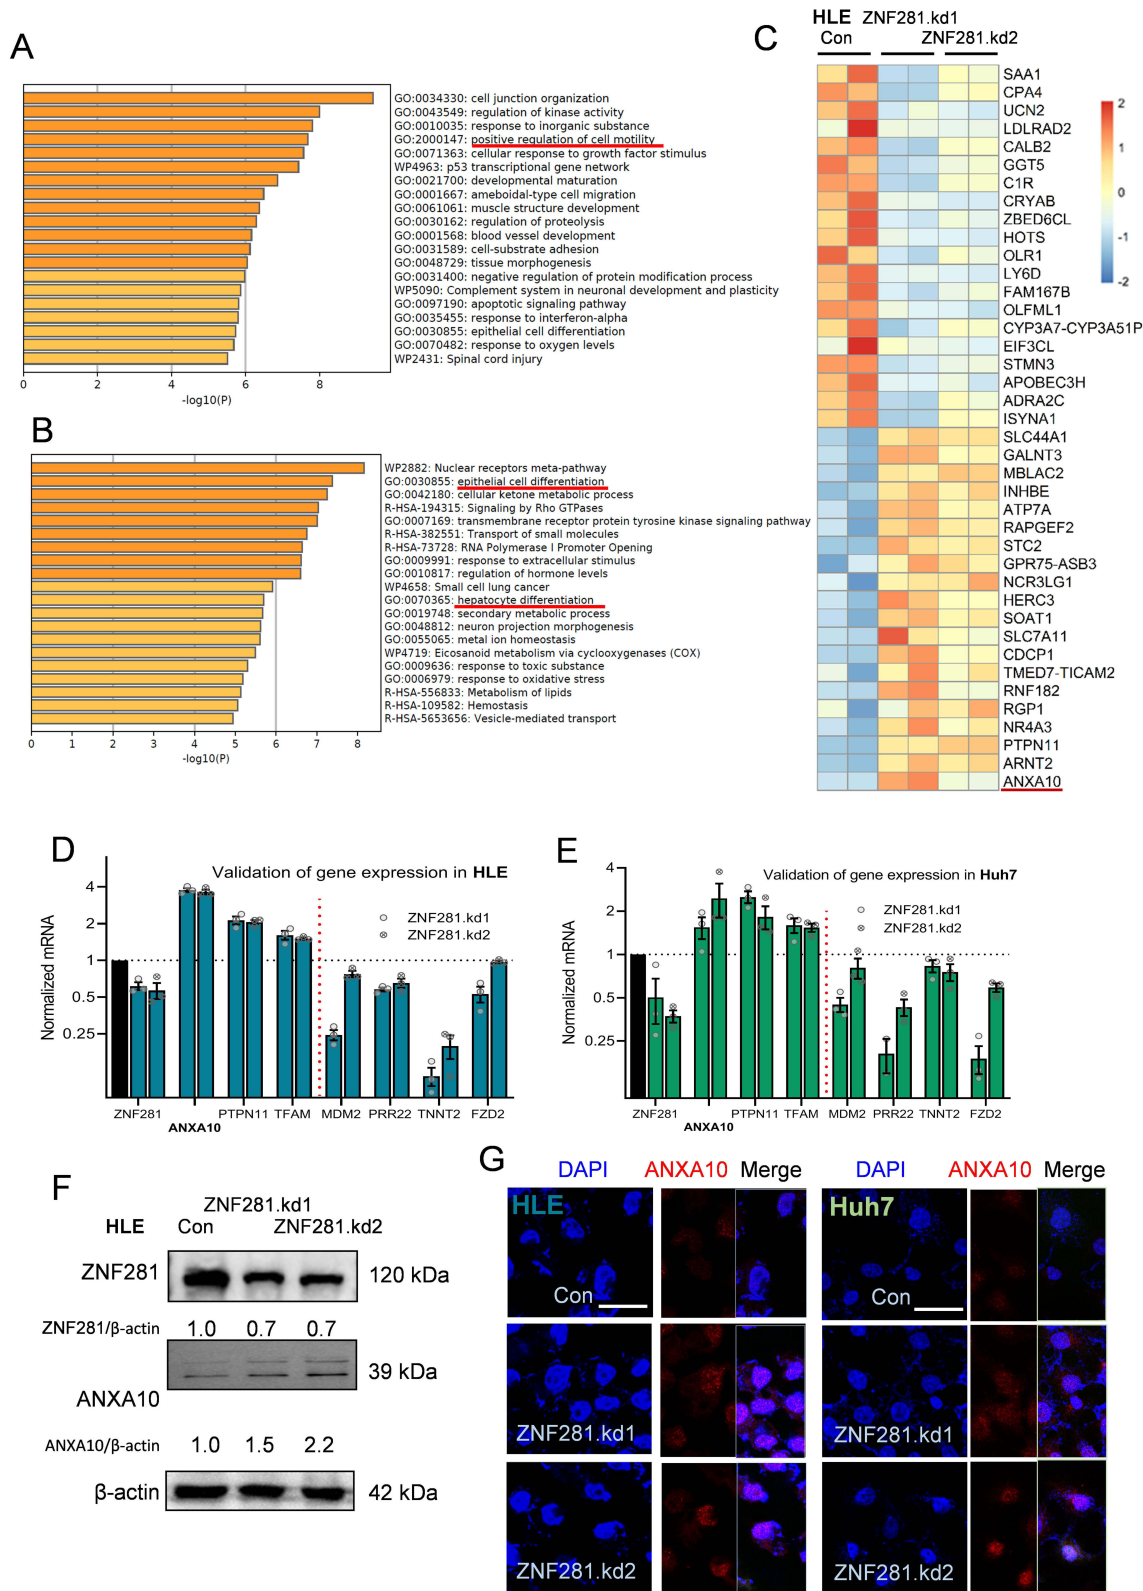 A
GO:0034330: cell junction organization
GO:0043549: regulation of kinase activity
GO:0010035: response to inorganic substance
GO:2000147: positive regulation of cell motility
GO:0071363: cellular response to growth factor stimulus
WP4963: p53 transcriptional gene network
GO:0021700: developmental maturation
GO:0001667: ameboidal-type cell migration
GO:0061061: muscle structure development
GO:0030162: regulation of proteolysis
GO:0001568: blood vessel development
GO:0031589: cell-substrate adhesion
GO:0048729: tissue morphogenesis
GO:0031400: negative regulation of protein modification process
WP5090: Complement system in neuronal development and plasticity
GO:0097190: apoptotic signaling pathway
GO:0035455: response to interferon-alpha
GO:0030855: epithelial cell differentiation
GO:0070482: response to oxygen levels
WP2431: Spinal cord injury
0 2 4 6 8
-log10(P)
B
WP2882: Nuclear receptors meta-pathway
GO:0030855: epithelial cell differentiation
GO:0042180: cellular ketone metabolic process
R-HSA-194315: Signaling by Rho GTPases
GO:0007169: transmembrane receptor protein tyrosine kinase signaling pathway
R-HSA-382551: Transport of small molecules
R-HSA-73728: RNA Polymerase I Promoter Opening
GO:0009991: response to extracellular stimulus
GO:0010817: regulation of hormone levels
WP4658: Small cell lung cancer
GO:0070365: hepatocyte differentiation
GO:0019748: secondary metabolic process
GO:0048812: neuron projection morphogenesis
GO:0055065: metal ion homeostasis
WP4719: Eicosanoid metabolism via cyclooxygenases (COX)
GO:0009636: response to toxic substance
GO:0006979: response to oxidative stress
R-HSA-556833: Metabolism of lipids
R-HSA-109582: Hemostasis
R-HSA-5653656: Vesicle-mediated transport
0 1 2 3 4 5 6 7 8
-log10(P)
C
HLE ZNF281.kd1
Con ZNF281.kd2
SAA1
CPA4
UCN2
LDLRAD2
CALB2
GGT5
C1R
CRYAB
ZBED6CL
HOTS
OLR1
LY6D
FAM167B
OLFML1
CYP3A7-CYP3A51P
EIF3CL
STMN3
APOBEC3H
ADRA2C
ISYNA1
SLC44A1
GALNT3
MBLAC2
INHBE
ATP7A
RAPGEF2
STC2
GPR75-ASB3
NCR3LG1
HERC3
SOAT1
SLC7A11
CDCP1
TMED7-TICAM2
RNF182
RGP1
NR4A3
PTPN11
ARNT2
ANXA10
2
1
0
-1
-2
D
Validation of gene expression in HLE
ZNF281.kd1
ZNF281.kd2
Normalized mRNA
4
2
1
0.5
0.25
ZNF281 ANXA10 PTPN11 TFAM MDM2 PRR22 TNNT2 FZD2
E
Validation of gene expression in Huh7
ZNF281.kd1
ZNF281.kd2
Normalized mRNA
4
2
1
0.5
0.25
ZNF281 ANXA10 PTPN11 TFAM MDM2 PRR22 TNNT2 FZD2
F
ZNF281.kd1
HLE Con ZNF281.kd2
ZNF281 120 kDa
ZNF281/β-actin 1.0 0.7 0.7
39 kDa
ANXA10
ANXA10/β-actin 1.0 1.5 2.2
β-actin 42 kDa
G
DAPI ANXA10 Merge DAPI ANXA10 Merge
HLE Huh7
Con Con
ZNF281.kd1 ZNF281.kd1
ZNF281.kd2 ZNF281.kd2